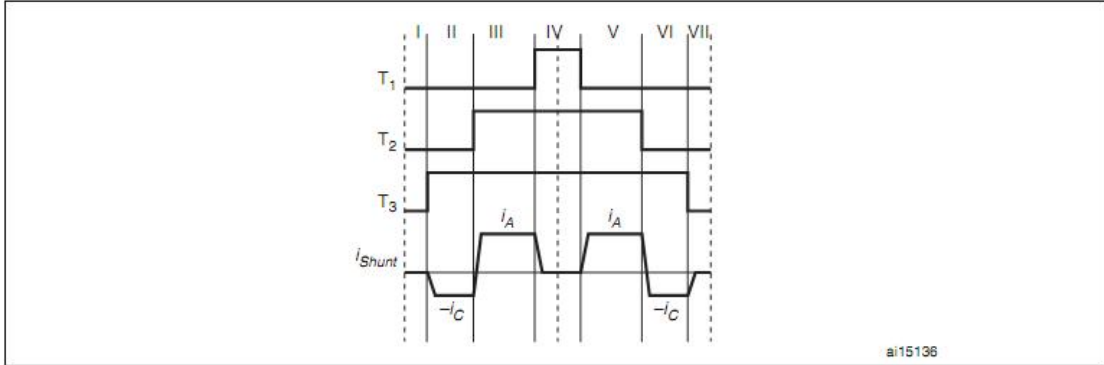 I II III IV V VI VII
T1
T2
T3
iA iA
iShunt
–iC –iC
ai15136